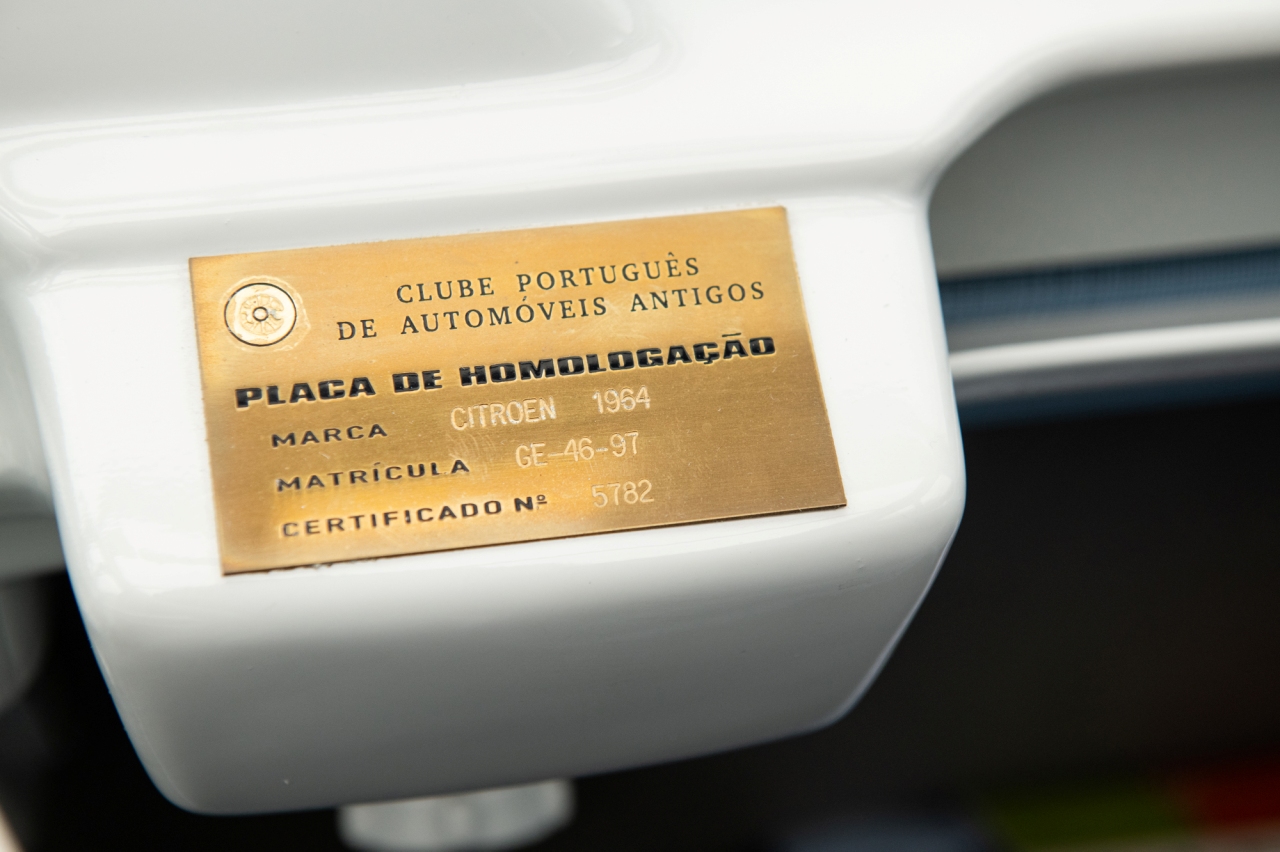 CLUBE PORTUGUÊS
DE AUTOMÓVEIS ANTIGOS
PLACA DE HOMOLOGAÇÃO
MARCA CITROEN 1964
MATRÍCULA GE-46-97
CERTIFICADO Nº 5782